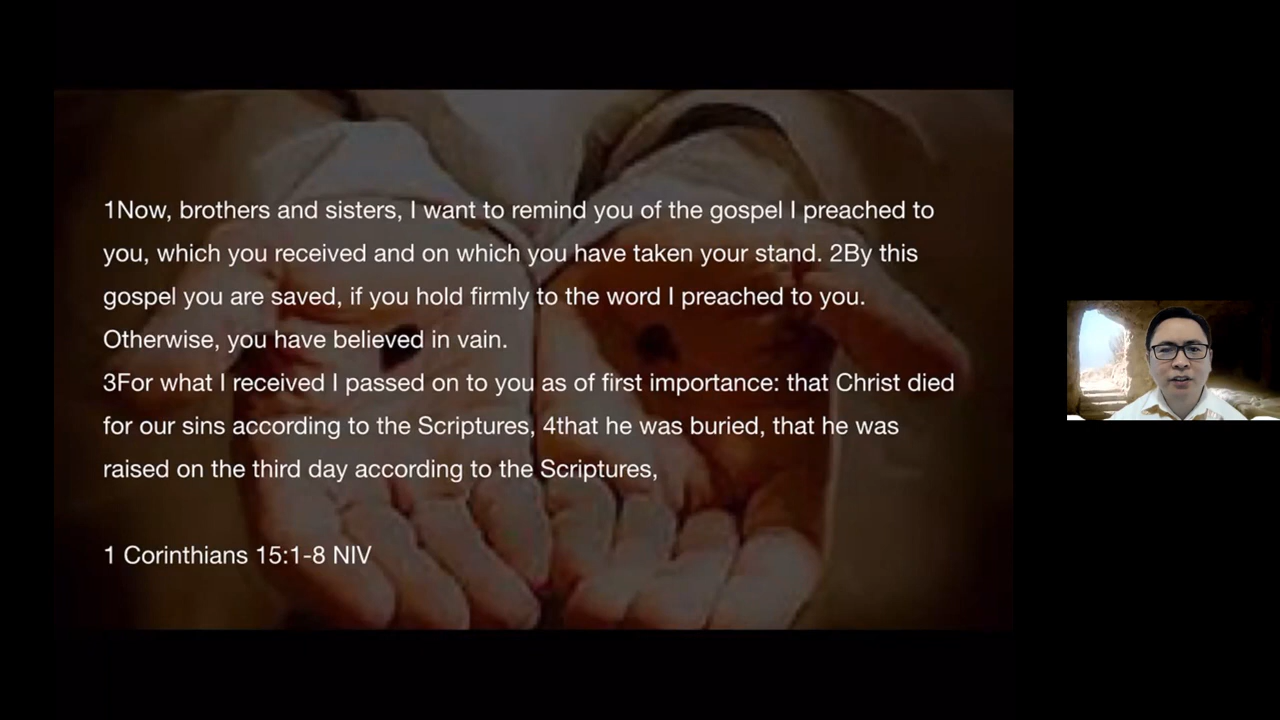 1Now, brothers and sisters, I want to remind you of the gospel I preached to
you, which you received and on which you have taken your stand. 2By this
gospel you are saved, if you hold firmly to the word I preached to you.
Otherwise, you have believed in vain.
3For what I received I passed on to you as of first importance: that Christ died
for our sins according to the Scriptures, 4that he was buried, that he was
raised on the third day according to the Scriptures,
1 Corinthians 15:1-8 NIV